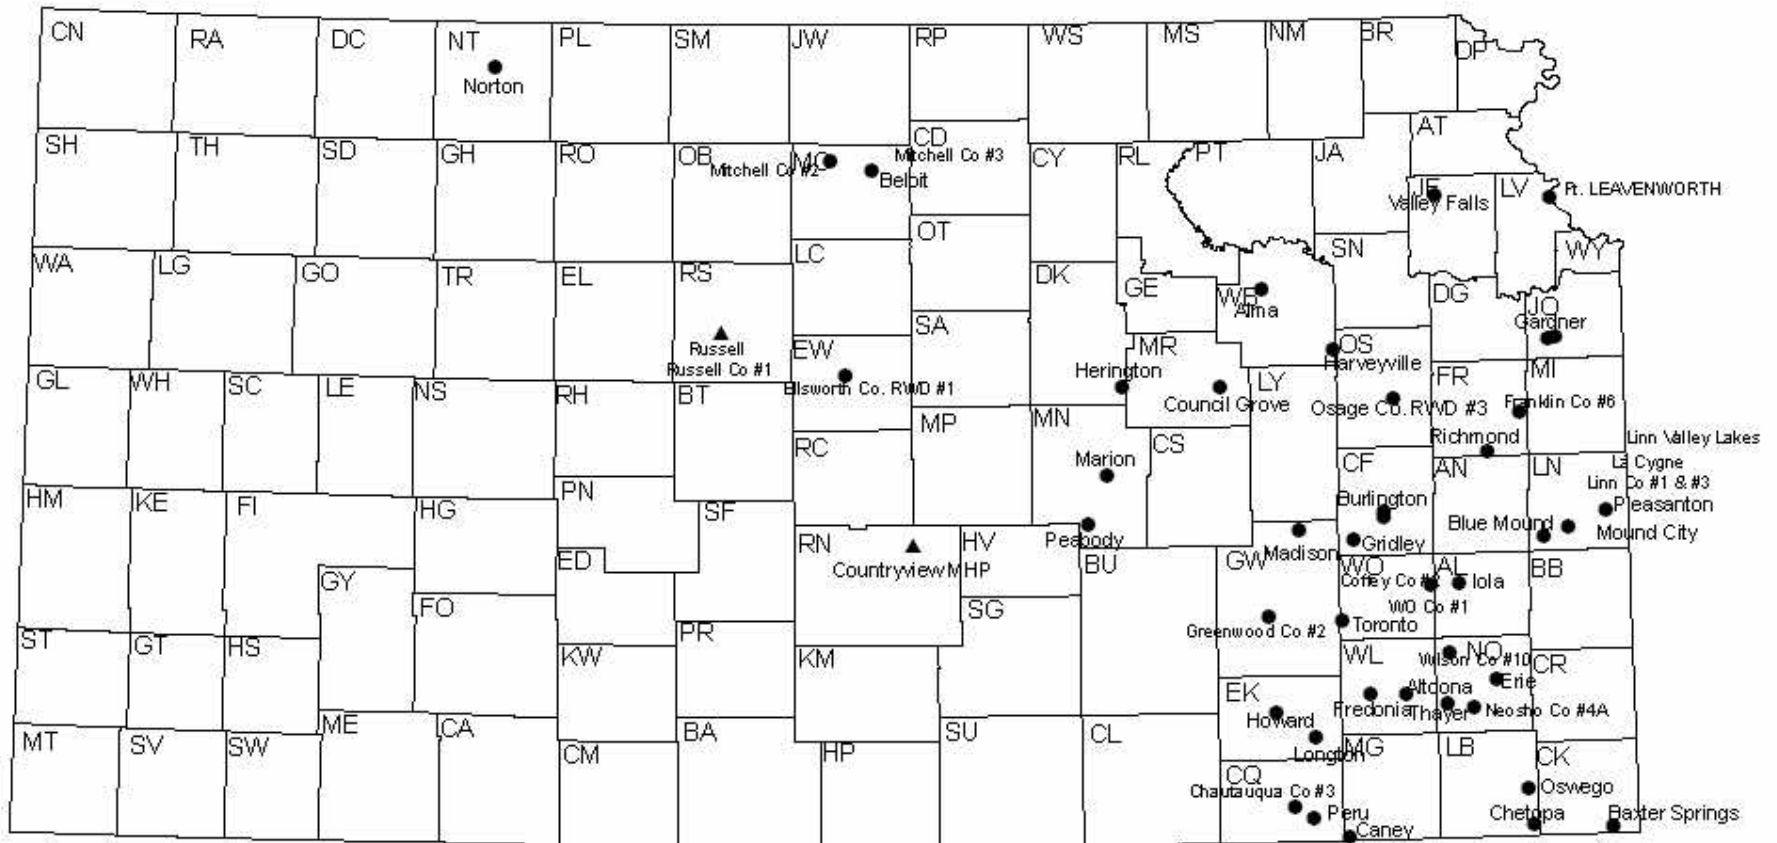 CN
RA
DC
NT
PL
SM
JW
RP
WS
MS
NM
BR
DP
Norton
SH
TH
SD
GH
RO
OB
MC
CD
CY
RL
PT
JA
AT
Mitchell Co #2
Mitchell Co #3
Beloit
JF
Valley Falls
LV
Ft. LEAVENWORTH
WA
LG
GO
TR
EL
RS
LC
OT
DK
GE
WB
Alma
SN
DG
WY
JO
Gardner
Russell
Russell Co #1
EW
Ellsworth Co. RWD #1
SA
MR
Herington
Council Grove
OS
Harveyville
Osage Co. RWD #3
FR
MI
Franklin Co #6
Richmond
GL
WH
SC
LE
NS
RH
BT
RC
MP
MN
Marion
CS
LY
CF
AN
LN
Linn Valley Lakes
La Cygne
Linn Co #1 & #3
Pleasanton
Mound City
Blue Mound
Burlington
Gridley
HM
KE
FI
HG
PN
SF
RN
Countryview MHP
HV
Peabody
BU
GW
Madison
WO
AL
BB
Coffey Co #2
Iola
WO Co #1
Toronto
Greenwood Co #2
GY
FO
ED
PR
SG
ST
GT
HS
KW
KM
EK
Howard
Longton
WL
NO
CR
Wilson Co #10
Erie
Altoona
Fredonia
Thayer
Neosho Co #4A
MT
SV
SW
ME
CA
CM
BA
HP
SU
CL
CQ
Chautauqua Co #3
Peru
MG
Caney
LB
CK
Oswego
Chetopa
Baxter Springs